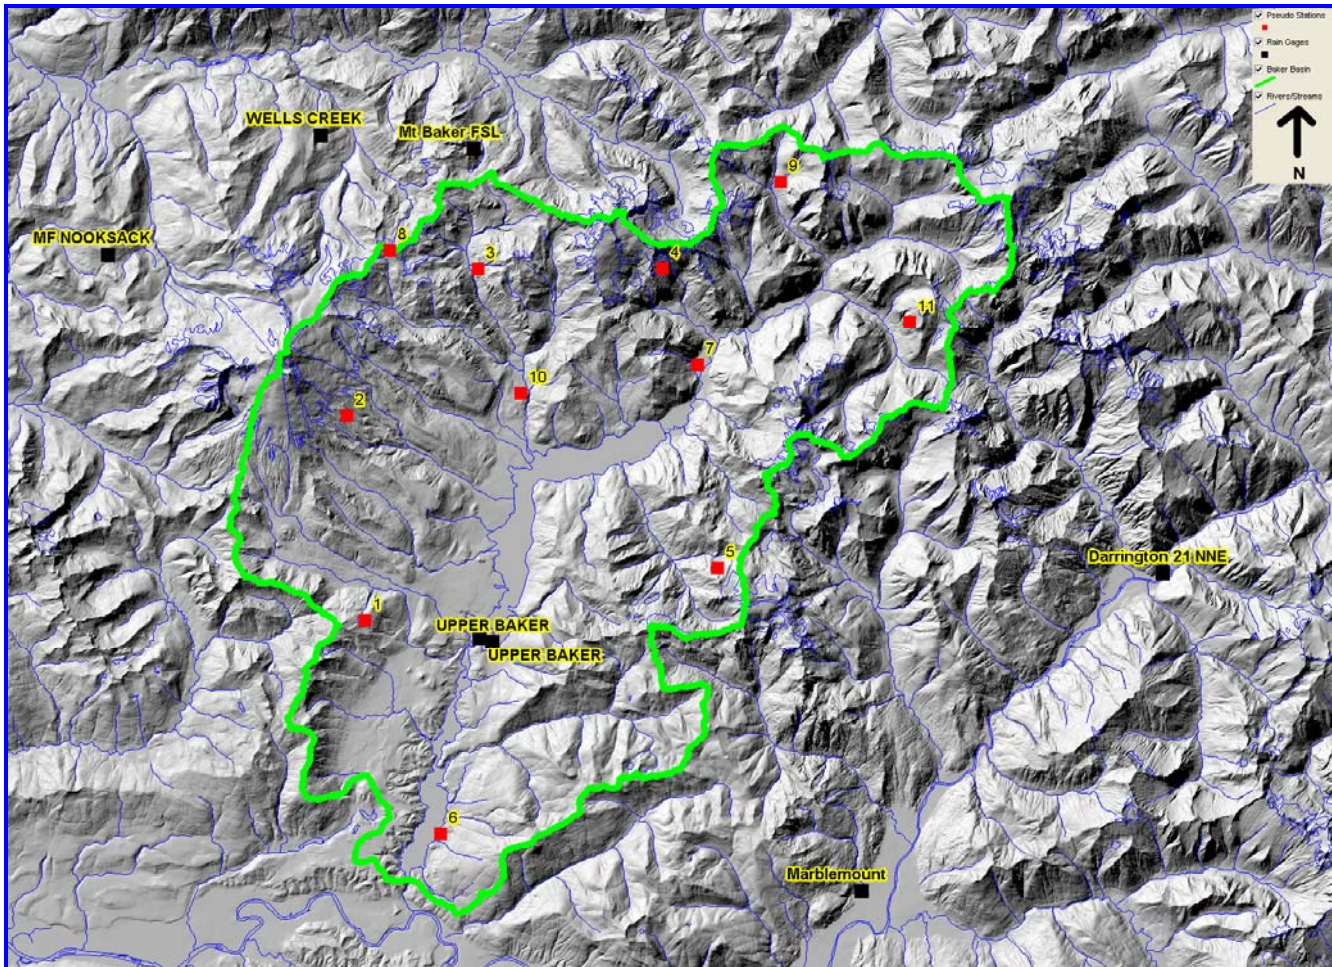 Pseudo Stations
Rain Gages
Baker Basin
Rivers/Streams
N
WELLS CREEK
Mt Baker FSL
9
MF NOOKSACK
8
3
4
11
7
10
2
5
Darrington 21 NNE
1
UPPER BAKER
UPPER BAKER
6
Marblemount